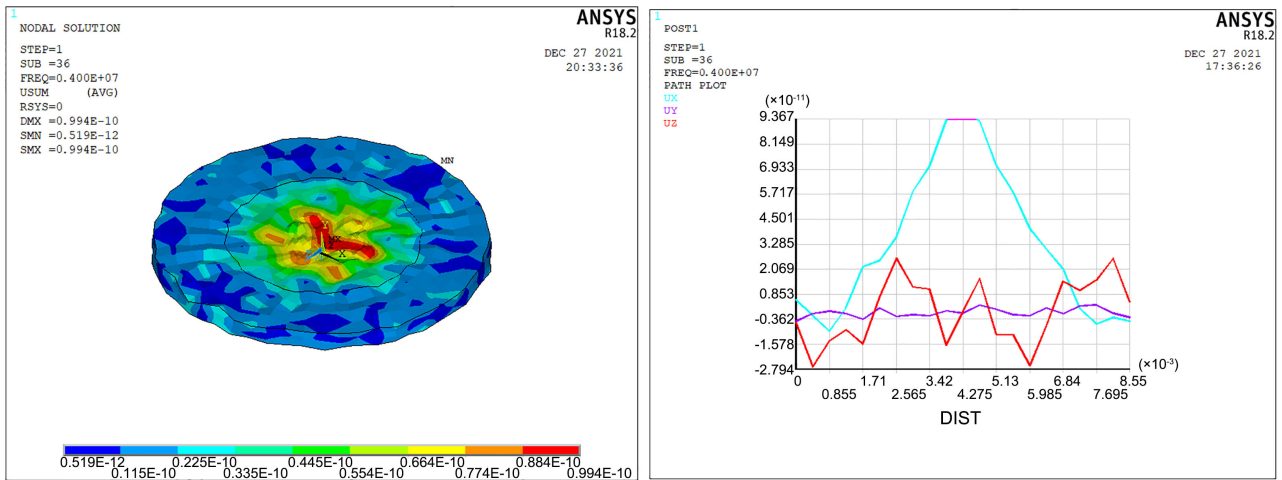 1
NODAL SOLUTION
STEP=1
SUB =36
FREQ=0.400E+07
USUM (AVG)
RSYS=0
DMX =0.994E-10
SMN =0.519E-12
SMX =0.994E-10
ANSYS
R18.2
DEC 27 2021
20:33:36
MN
MX
Y
Z
X
0.519E-12 0.225E-10 0.445E-10 0.664E-10 0.884E-10
0.115E-10 0.335E-10 0.554E-10 0.774E-10 0.994E-10
1
POST1
STEP=1
SUB =36
FREQ=0.400E+07
PATH PLOT
UX
UY
UZ
ANSYS
R18.2
DEC 27 2021
17:36:26
(×10⁻¹¹)
9.367
8.149
6.933
5.717
4.501
3.285
2.069
0.853
-0.362
-1.578
-2.794
(×10⁻³)
0 1.71 3.42 5.13 6.84 8.55
0.855 2.565 4.275 5.985 7.695
DIST